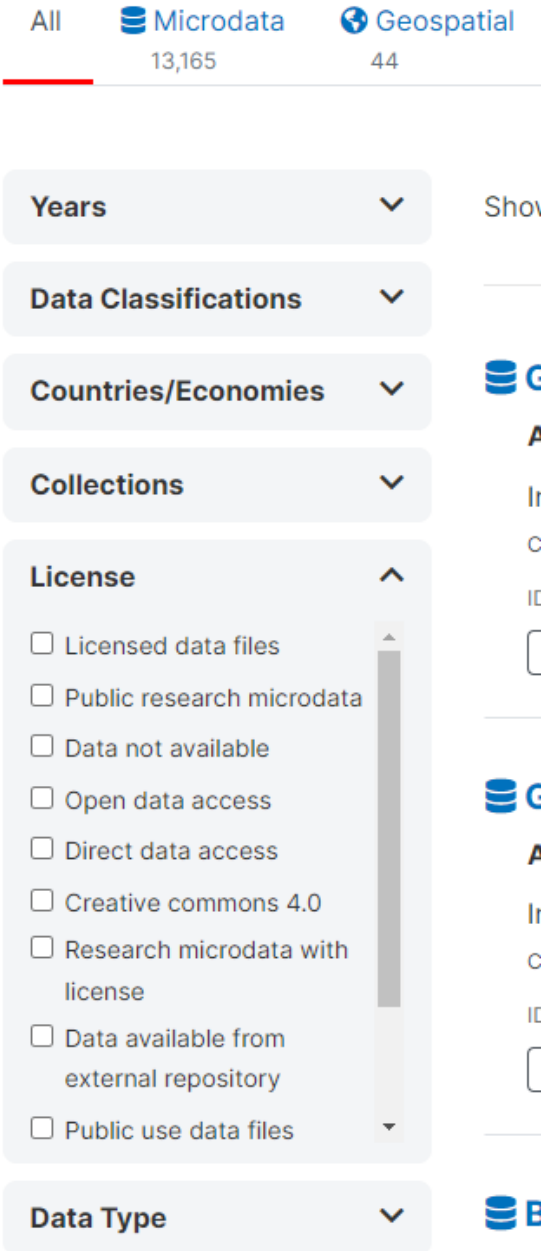 All Microdata Geospatial
13,165 44
Years
Data Classifications
Countries/Economies
Collections
License
Licensed data files
Public research microdata
Data not available
Open data access
Direct data access
Creative commons 4.0
Research microdata with
license
Data available from
external repository
Public use data files
Data Type